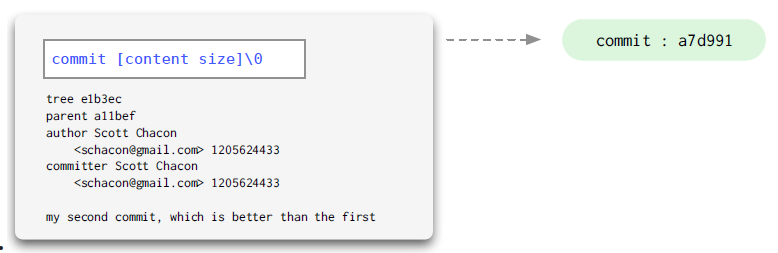 commit [content size]\0
commit : a7d991
tree e1b3ec
parent a11bef
author Scott Chacon
<schacon@gmail.com> 1205624433
committer Scott Chacon
<schacon@gmail.com> 1205624433
my second commit, which is better than the first